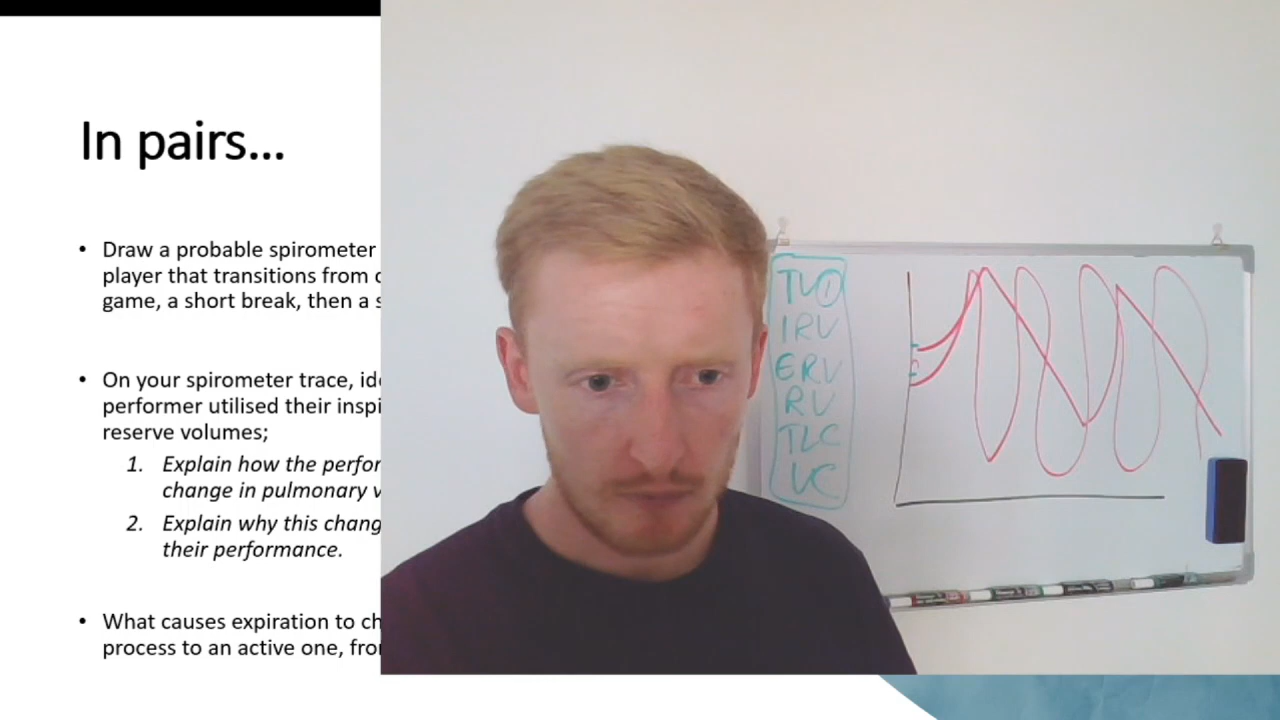 In pairs...
• Draw a probable spirometer
player that transitions from
game, a short break, then a s
• On your spirometer trace, ide
performer utilised their inspi
reserve volumes;
1. Explain how the perfor
change in pulmonary v
2. Explain why this chang
their performance.
• What causes expiration to ch
process to an active one, fro
IRV
ERV
RV
TLC
VC